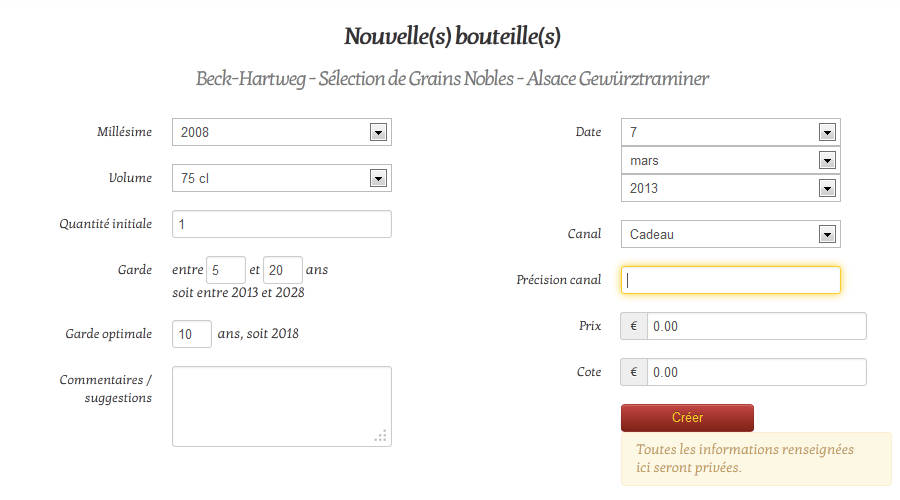 Nouvelle(s) bouteille(s)
Beck-Hartweg - Sélection de Grains Nobles - Alsace Gewürztraminer
Millésime 2008
Volume 75 cl
Quantité initiale 1
Garde entre 5 et 20 ans
soit entre 2013 et 2028
Garde optimale 10 ans, soit 2018
Commentaires /
suggestions
Date 7
mars
2013
Canal Cadeau
Précision canal
Prix € 0.00
Cote € 0.00
Créer
Toutes les informations renseignées
ici seront privées.